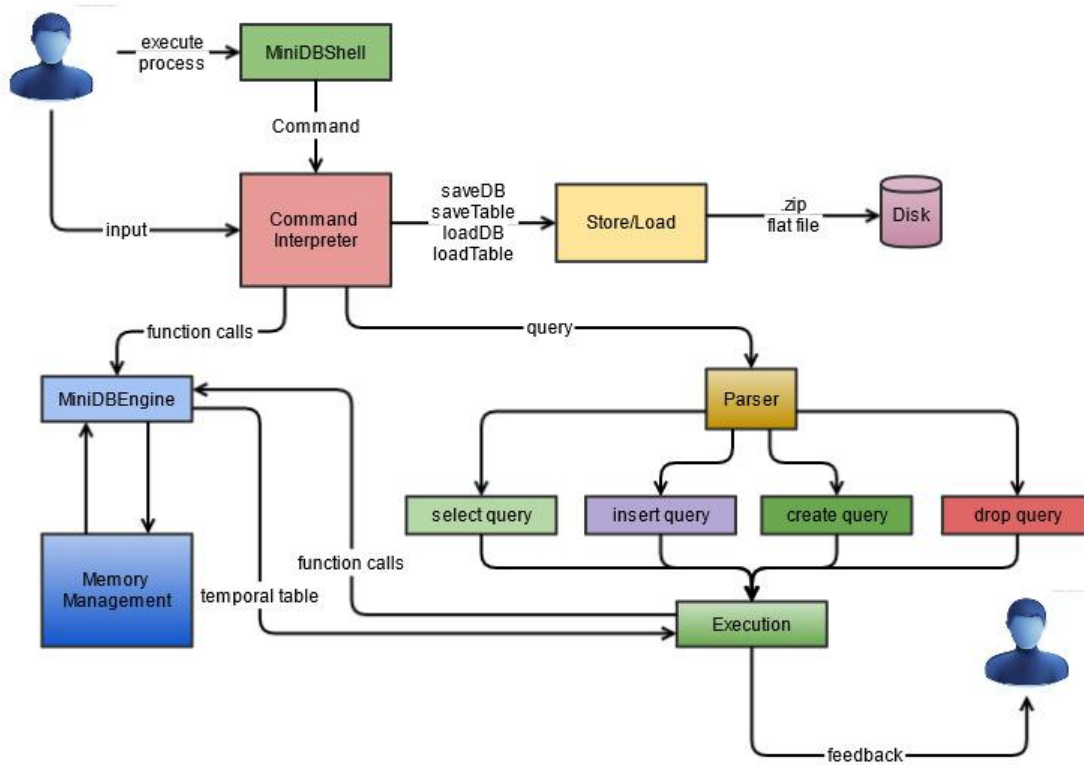 execute
process
MiniDBShell
Command
input
Command
Interpreter
saveDB
saveTable
loadDB
loadTable
Store/Load
.zip
flat file
Disk
function calls
query
MiniDBEngine
Parser
select query
insert query
create query
drop query
Memory
Management
function calls
temporal table
Execution
feedback